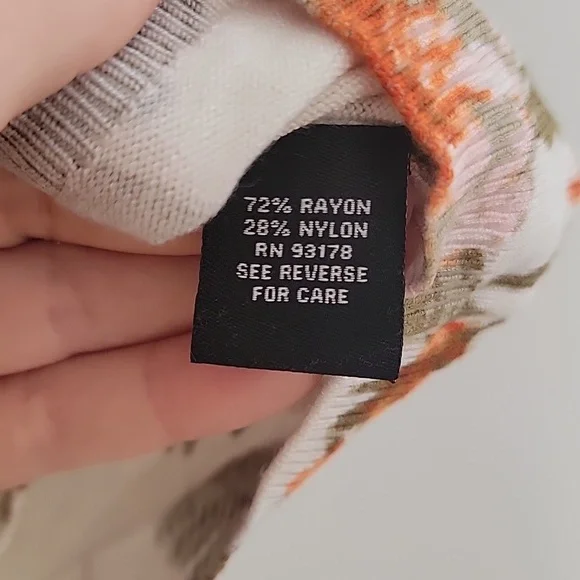 72% RAYON
28% NYLON
RN 93178
SEE REVERSE
FOR CARE